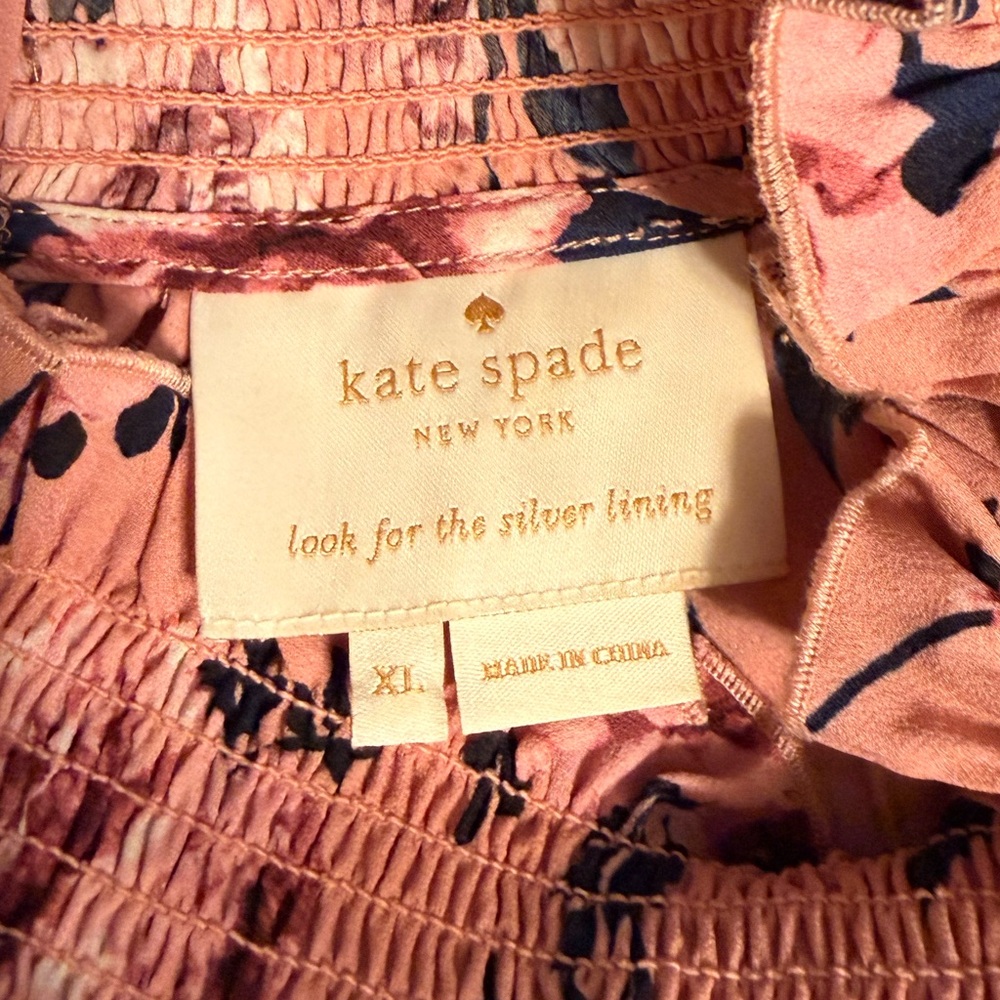 kate spade
NEW YORK
look for the silver lining
XL
MADE IN CHINA